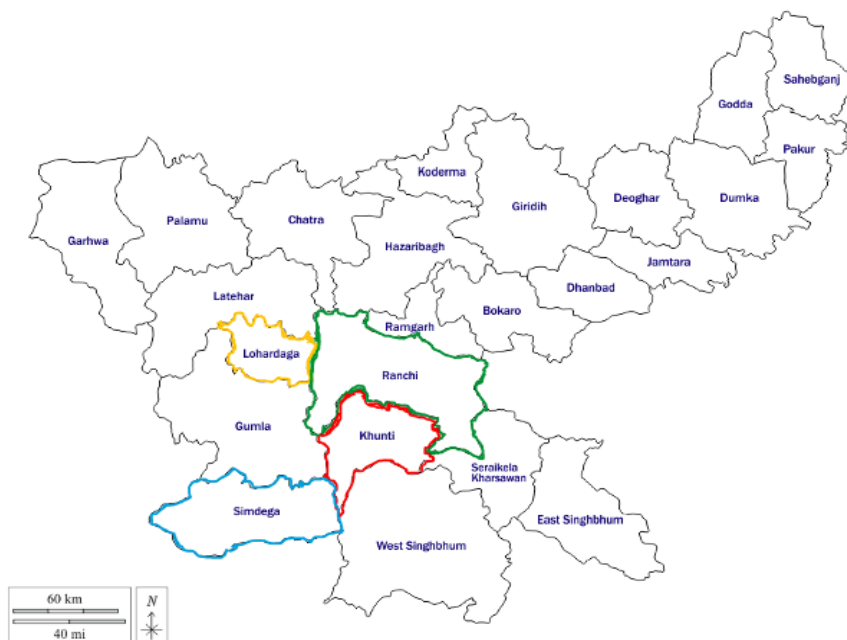 Sahebganj
Godda
Pakur
Koderma
Giridih
Deoghar
Dumka
Palamu
Chatra
Garhwa
Hazaribagh
Jamtara
Dhanbad
Latehar
Bokaro
Ramgarh
Lohardaga
Ranchi
Gumla
Khunti
Seraikela
Kharsawan
Simdega
East Singhbhum
West Singhbhum
60 km
40 mi
N